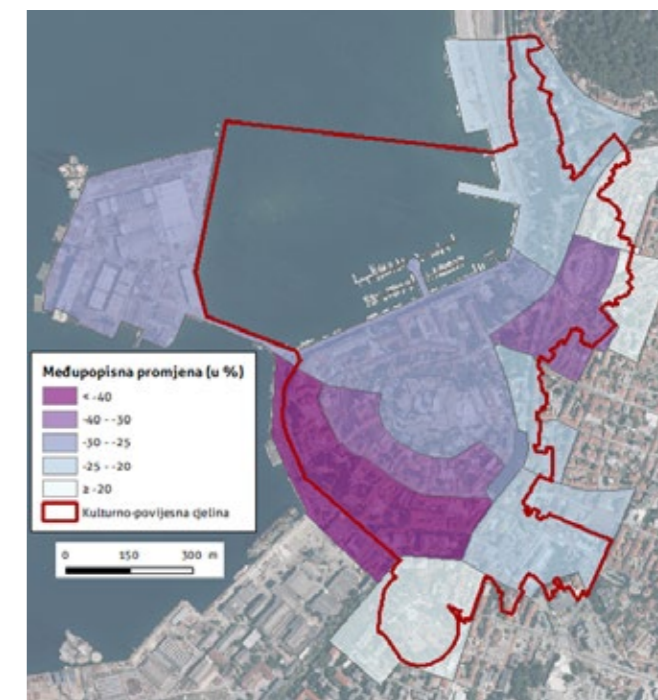 Međupopisna promjena (u %)
< -40
-40 - -30
-30 - -25
-25 - -20
≥ -20
Kulturno-povijesna cjelina
0 150 300 m